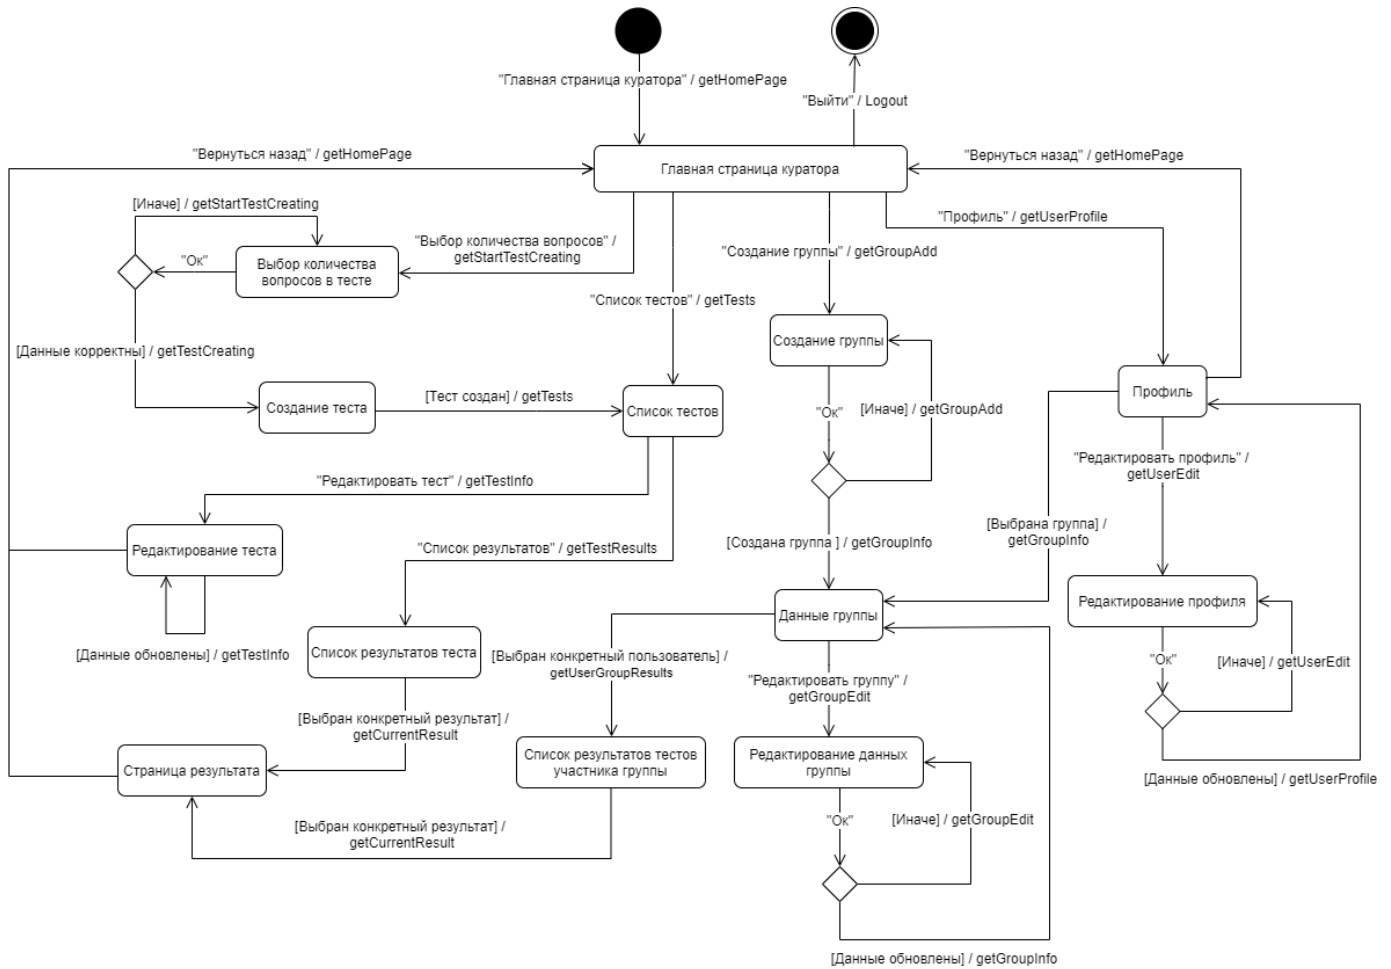 "Главная страница куратора" / getHomePage
"Выйти" / Logout
"Вернуться назад" / getHomePage
"Вернуться назад" / getHomePage
Главная страница куратора
[Иначе] / getStartTestCreating
"Профиль" / getUserProfile
"Выбор количества вопросов" /
getStartTestCreating
"Создание группы" / getGroupAdd
"Ок"
Выбор количества
вопросов в тесте
"Список тестов" / getTests
Создание группы
[Данные корректны] / getTestCreating
Профиль
[Тест создан] / getTests
Создание теста
Список тестов
"Ок"
[Иначе] / getGroupAdd
"Редактировать профиль" /
getUserEdit
"Редактировать тест" / getTestInfo
[Выбрана группа] /
getGroupInfo
Редактирование теста
"Список результатов" / getTestResults
[Создана группа ] / getGroupInfo
Редактирование профиля
Данные группы
[Данные обновлены] / getTestInfo
Список результатов теста
[Выбран конкретный пользователь] /
getUserGroupResults
"Ок"
[Иначе] / getUserEdit
"Редактировать группу" /
getGroupEdit
[Выбран конкретный результат] /
getCurrentResult
Страница результата
Список результатов тестов
участника группы
Редактирование данных
группы
[Данные обновлены] / getUserProfile
[Выбран конкретный результат] /
getCurrentResult
"Ок"
[Иначе] / getGroupEdit
[Данные обновлены] / getGroupInfo